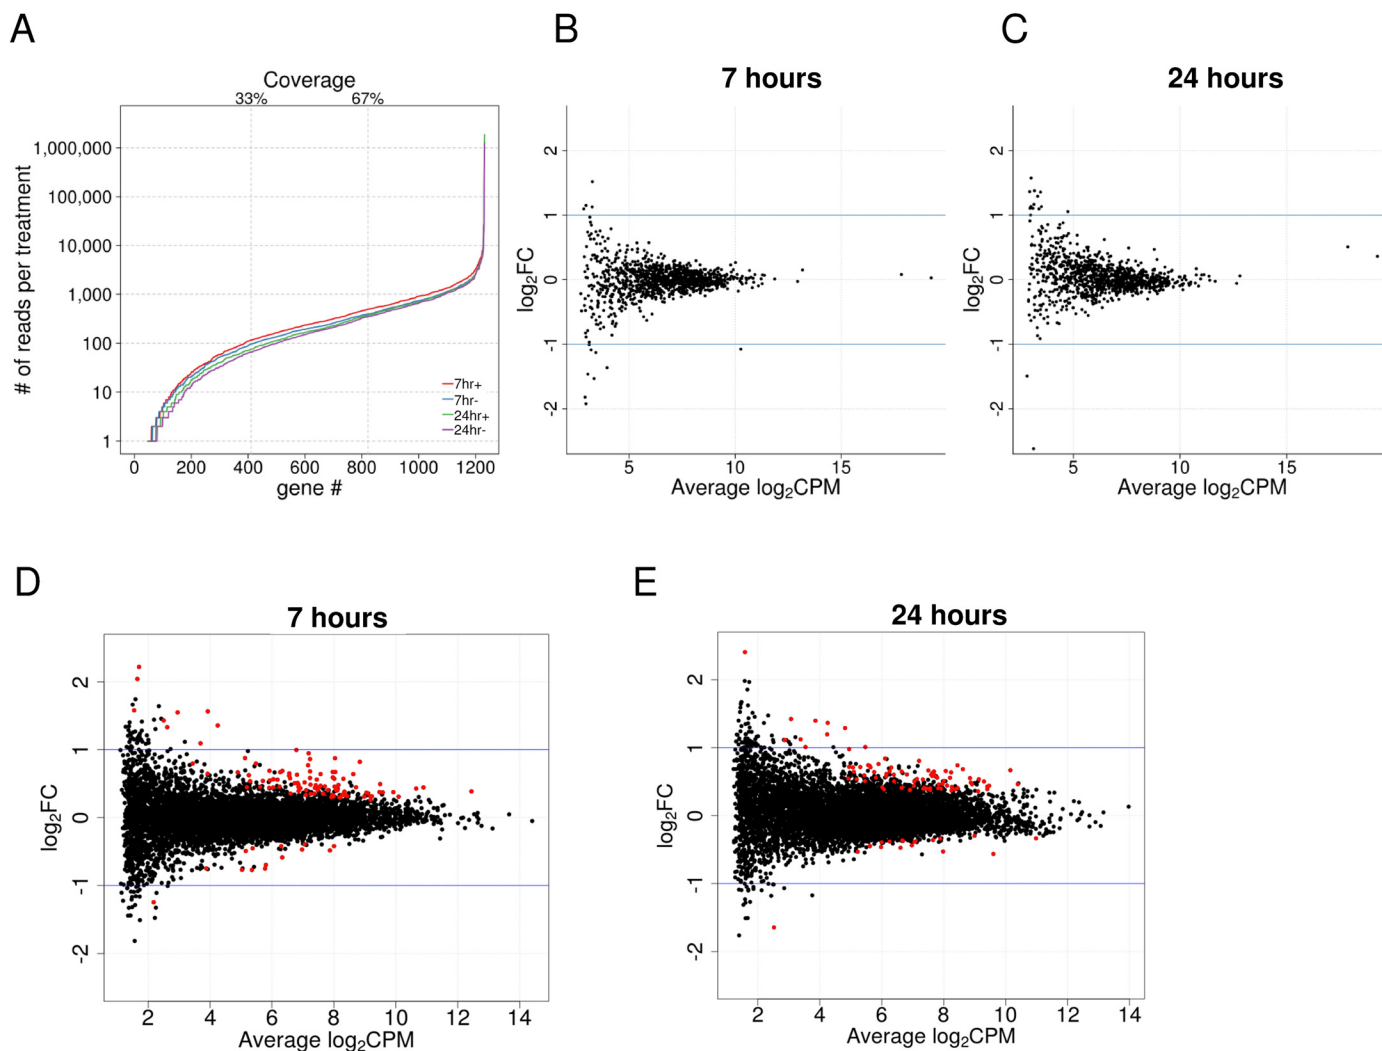 A
B
C
Coverage
33%
67%
# of reads per treatment
1,000,000
100,000
10,000
1,000
100
10
1
7hr+
7hr-
24hr+
24hr-
0
200
400
600
800
1000
1200
gene #
7 hours
log₂FC
2
1
0
-1
-2
5
10
15
Average log₂CPM
24 hours
log₂FC
2
1
0
-1
-2
5
10
15
Average log₂CPM
D
E
7 hours
log₂FC
2
1
0
-1
-2
2
4
6
8
10
12
14
Average log₂CPM
24 hours
log₂FC
2
1
0
-1
-2
2
4
6
8
10
12
14
Average log₂CPM